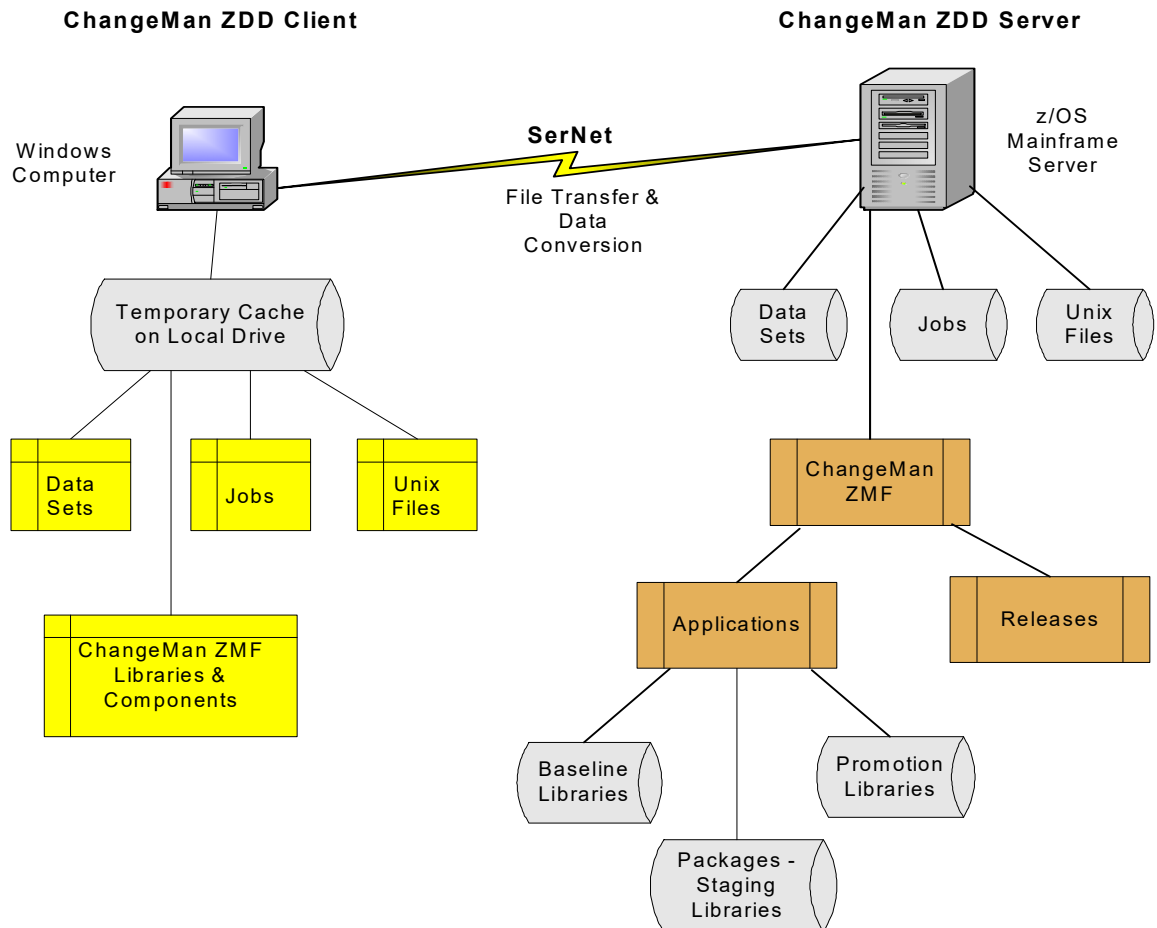 ChangeMan ZDD Client
ChangeMan ZDD Server
Windows
Computer
SerNet
File Transfer &
Data
Conversion
z/OS
Mainframe
Server
Temporary Cache
on Local Drive
Data
Sets
Jobs
Unix
Files
Data
Sets
Jobs
Unix
Files
ChangeMan ZMF
Libraries &
Components
ChangeMan
ZMF
Applications
Releases
Baseline
Libraries
Promotion
Libraries
Packages -
Staging
Libraries